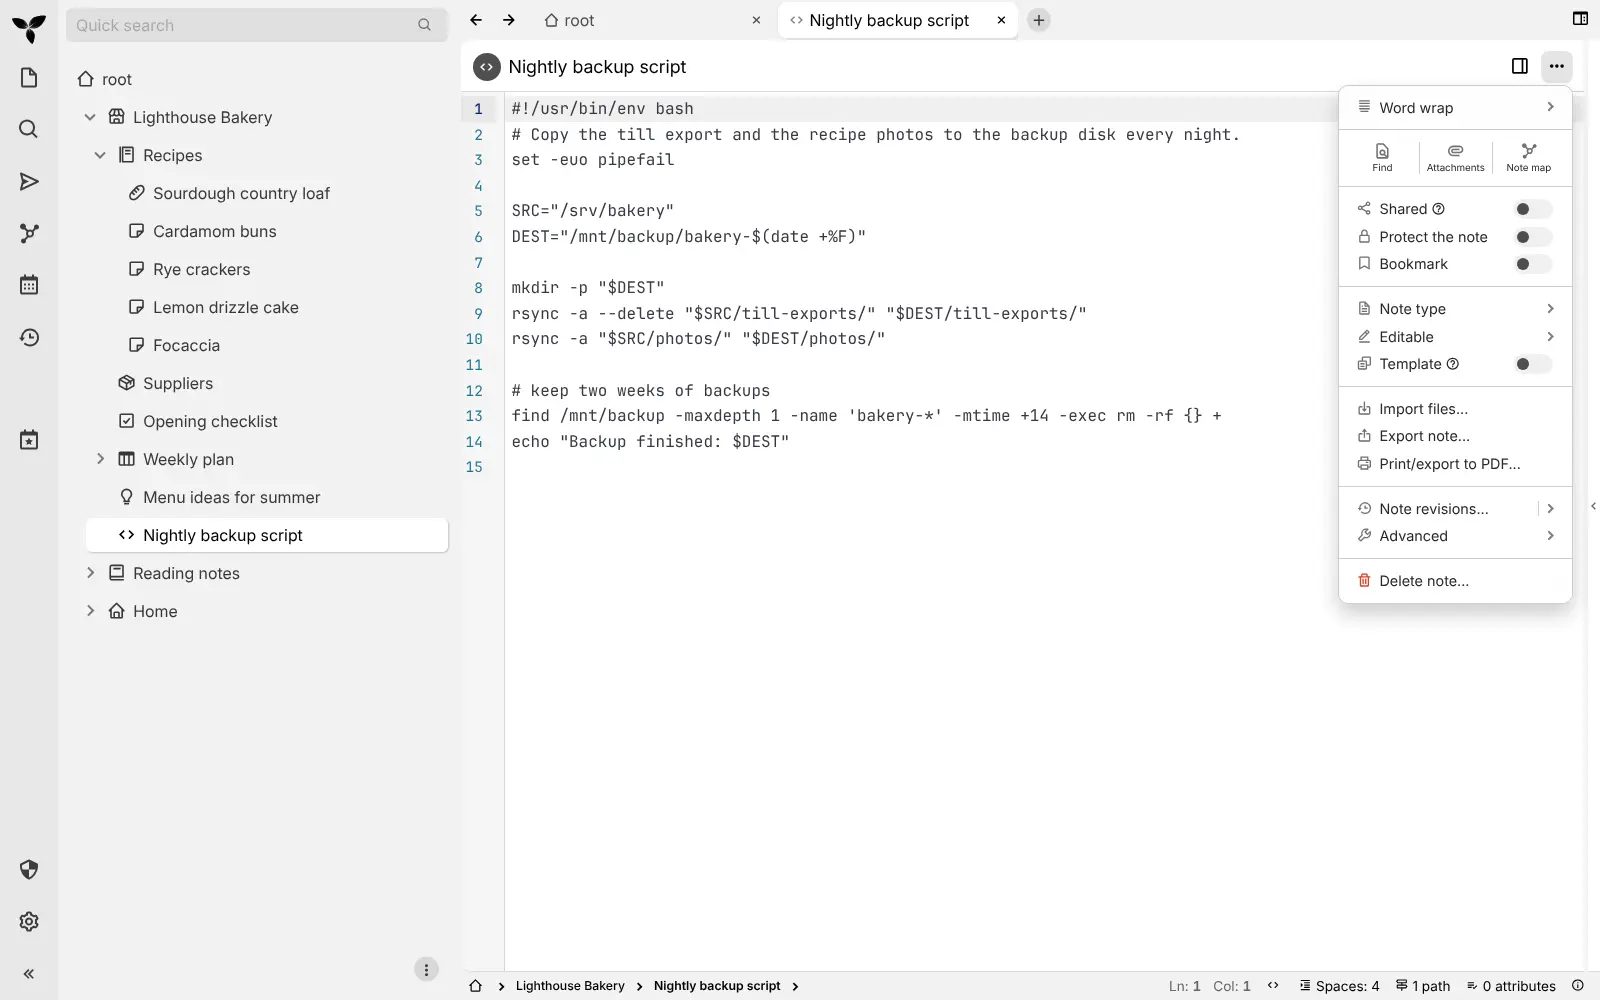 Quick search
root
Lighthouse Bakery
Recipes
Sourdough country loaf
Cardamom buns
Rye crackers
Lemon drizzle cake
Focaccia
Suppliers
Opening checklist
Weekly plan
Menu ideas for summer
Nightly backup script
Reading notes
Home
root
Nightly backup script
Nightly backup script
1 #!/usr/bin/env bash
2 # Copy the till export and the recipe photos to the backup disk every night.
3 set -euo pipefail
4
5 SRC="/srv/bakery"
6 DEST="/mnt/backup/bakery-$(date +%F)"
7
8 mkdir -p "$DEST"
9 rsync -a --delete "$SRC/till-exports/" "$DEST/till-exports/"
10 rsync -a "$SRC/photos/" "$DEST/photos/"
11
12 # keep two weeks of backups
13 find /mnt/backup -maxdepth 1 -name 'bakery-*' -mtime +14 -exec rm -rf {} +
14 echo "Backup finished: $DEST"
15
Word wrap
Find Attachments Note map
Shared
Protect the note
Bookmark
Note type
Editable
Template
Import files...
Export note...
Print/export to PDF...
Note revisions...
Advanced
Delete note...
Lighthouse Bakery > Nightly backup script >
Ln: 1 Col: 1 Spaces: 4 1 path 0 attributes